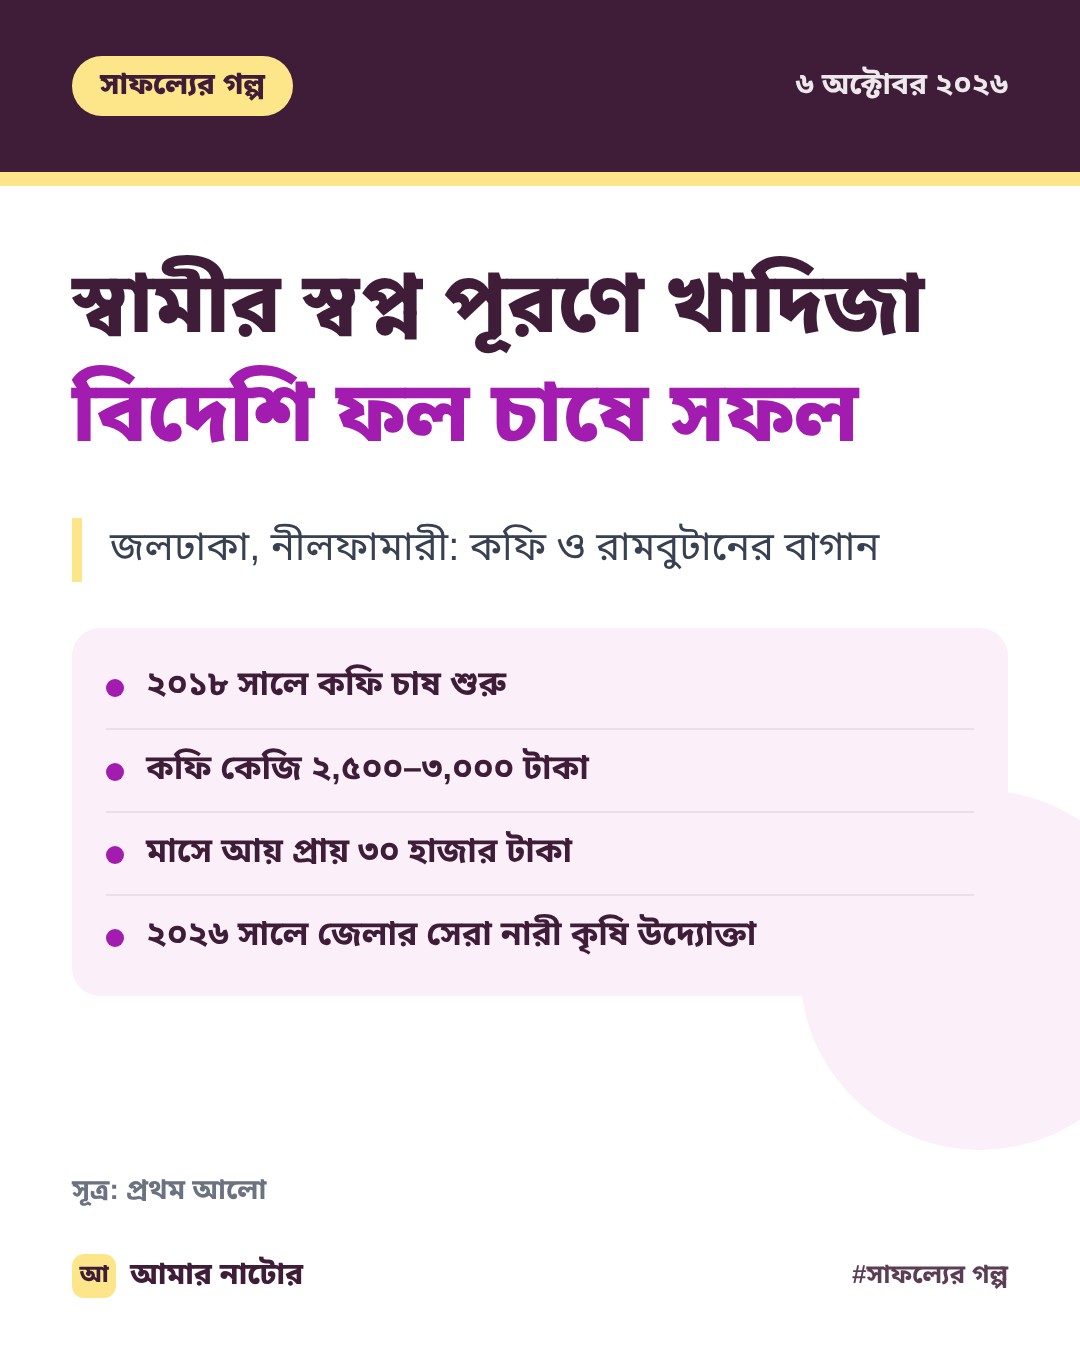 সাফল্যের গল্প
৬ অক্টোবর ২০২৬
স্বামীর স্বপ্ন পূরণে খাদিজা
বিদেশি ফল চাষে সফল
জলঢাকা, নীলফামারী: কফি ও রামবুটানের বাগান
২০১৮ সালে কফি চাষ শুরু
কফি কেজি ২,৫০০–৩,০০০ টাকা
মাসে আয় প্রায় ৩০ হাজার টাকা
২০২৬ সালে জেলার সেরা নারী কৃষি উদ্যোক্তা
সূত্র: প্রথম আলো
আ আমার নাটোর
#সাফল্যের গল্প